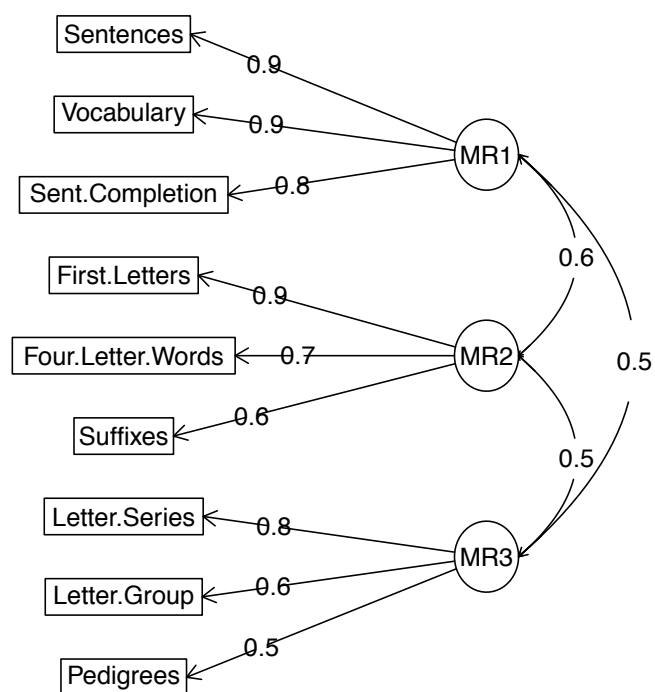 Sentences
0.9
Vocabulary
0.9
MR1
Sent.Completion
0.8
0.6
First.Letters
0.9
Four.Letter.Words
0.7
MR2
0.5
Suffixes
0.6
0.5
Letter.Series
0.8
MR3
Letter.Group
0.6
Pedigrees
0.5